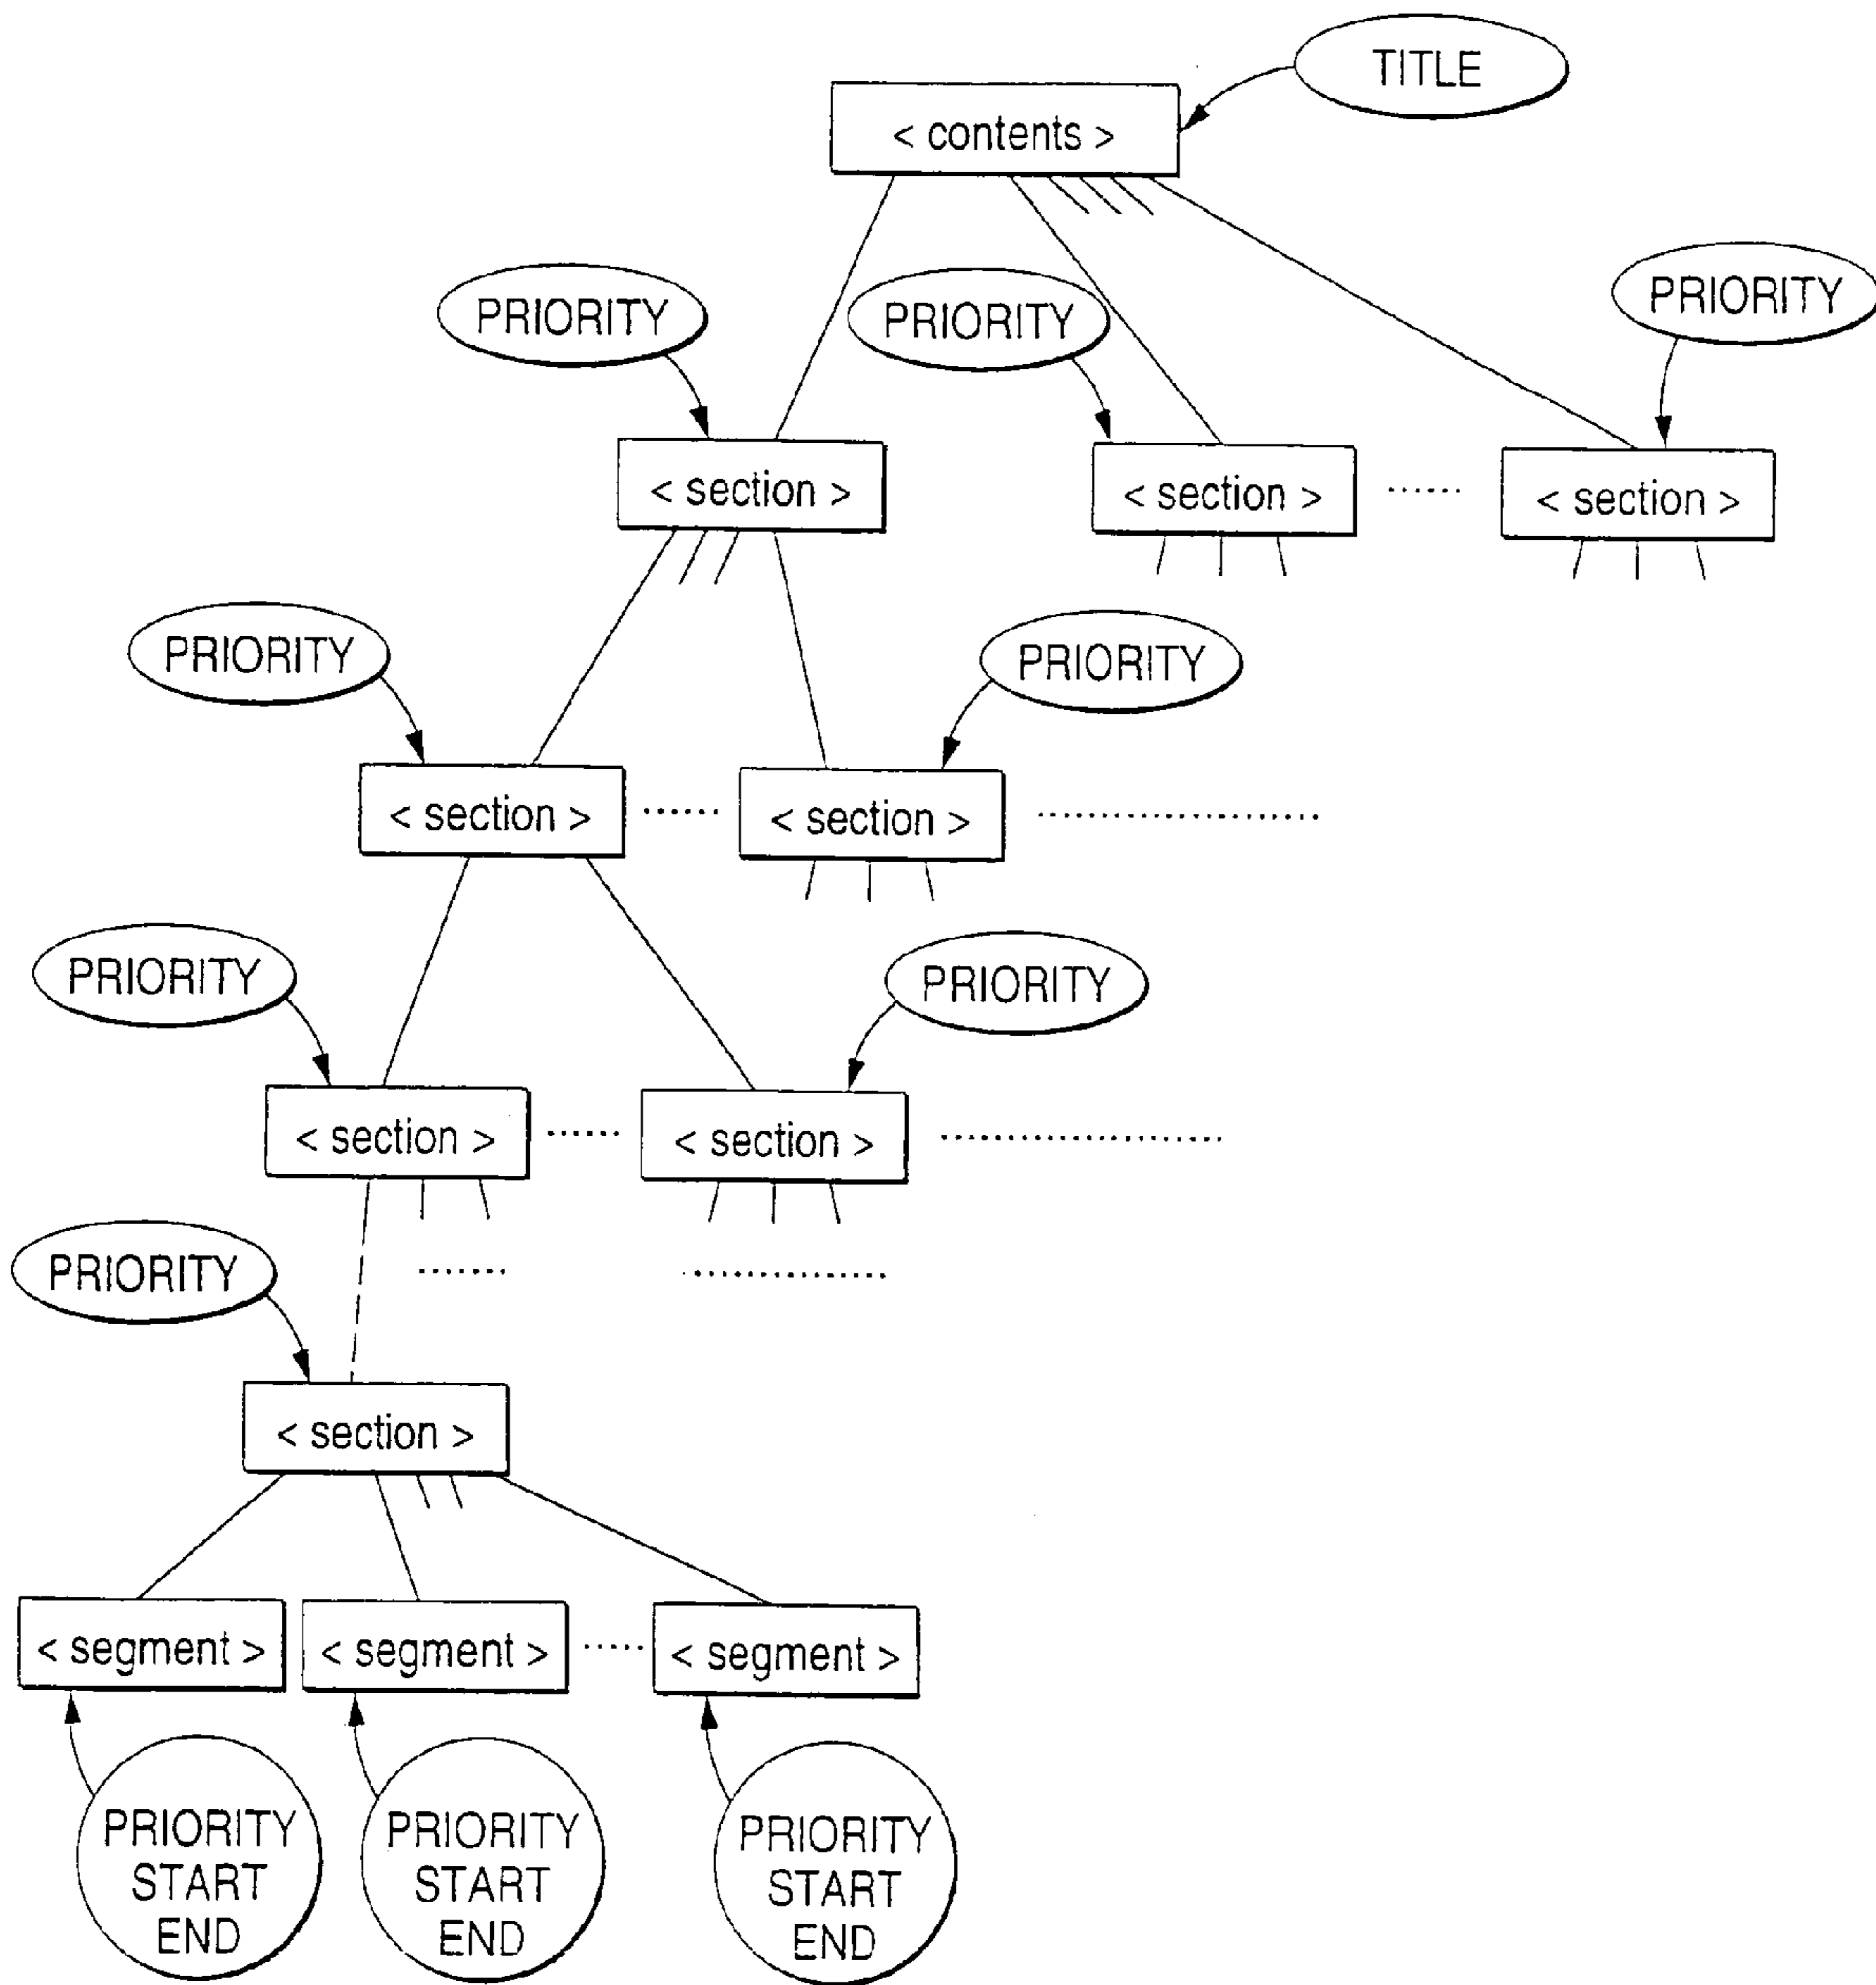 TITLE
< contents >
PRIORITY
PRIORITY
PRIORITY
< section >
< section >
......
< section >
PRIORITY
PRIORITY
< section >
......
< section >
PRIORITY
PRIORITY
< section >
......
< section >
PRIORITY
< section >
< segment >
< segment >
......
< segment >
PRIORITY
START
END
PRIORITY
START
END
PRIORITY
START
END